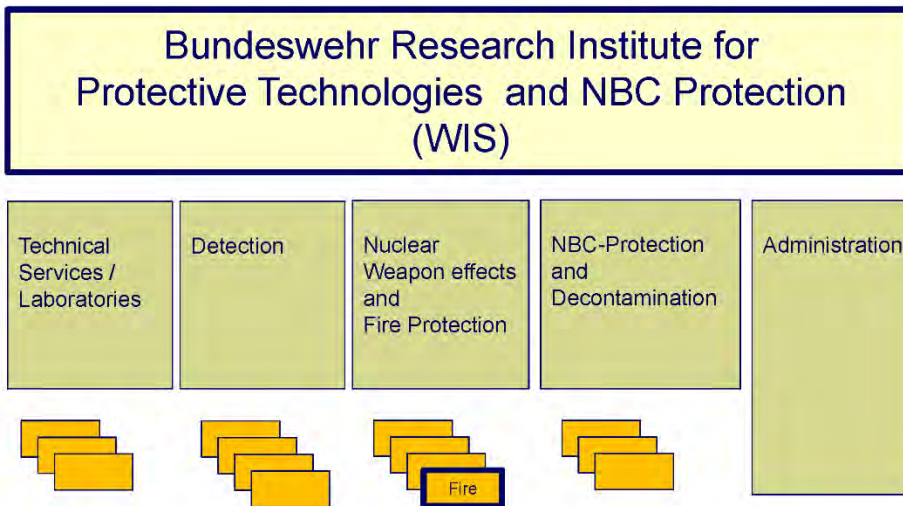 Bundeswehr Research Institute for
Protective Technologies and NBC Protection
(WIS)
Technical
Services /
Laboratories
Detection
Nuclear
Weapon effects
and
Fire Protection
NBC-Protection
and
Decontamination
Administration
Fire